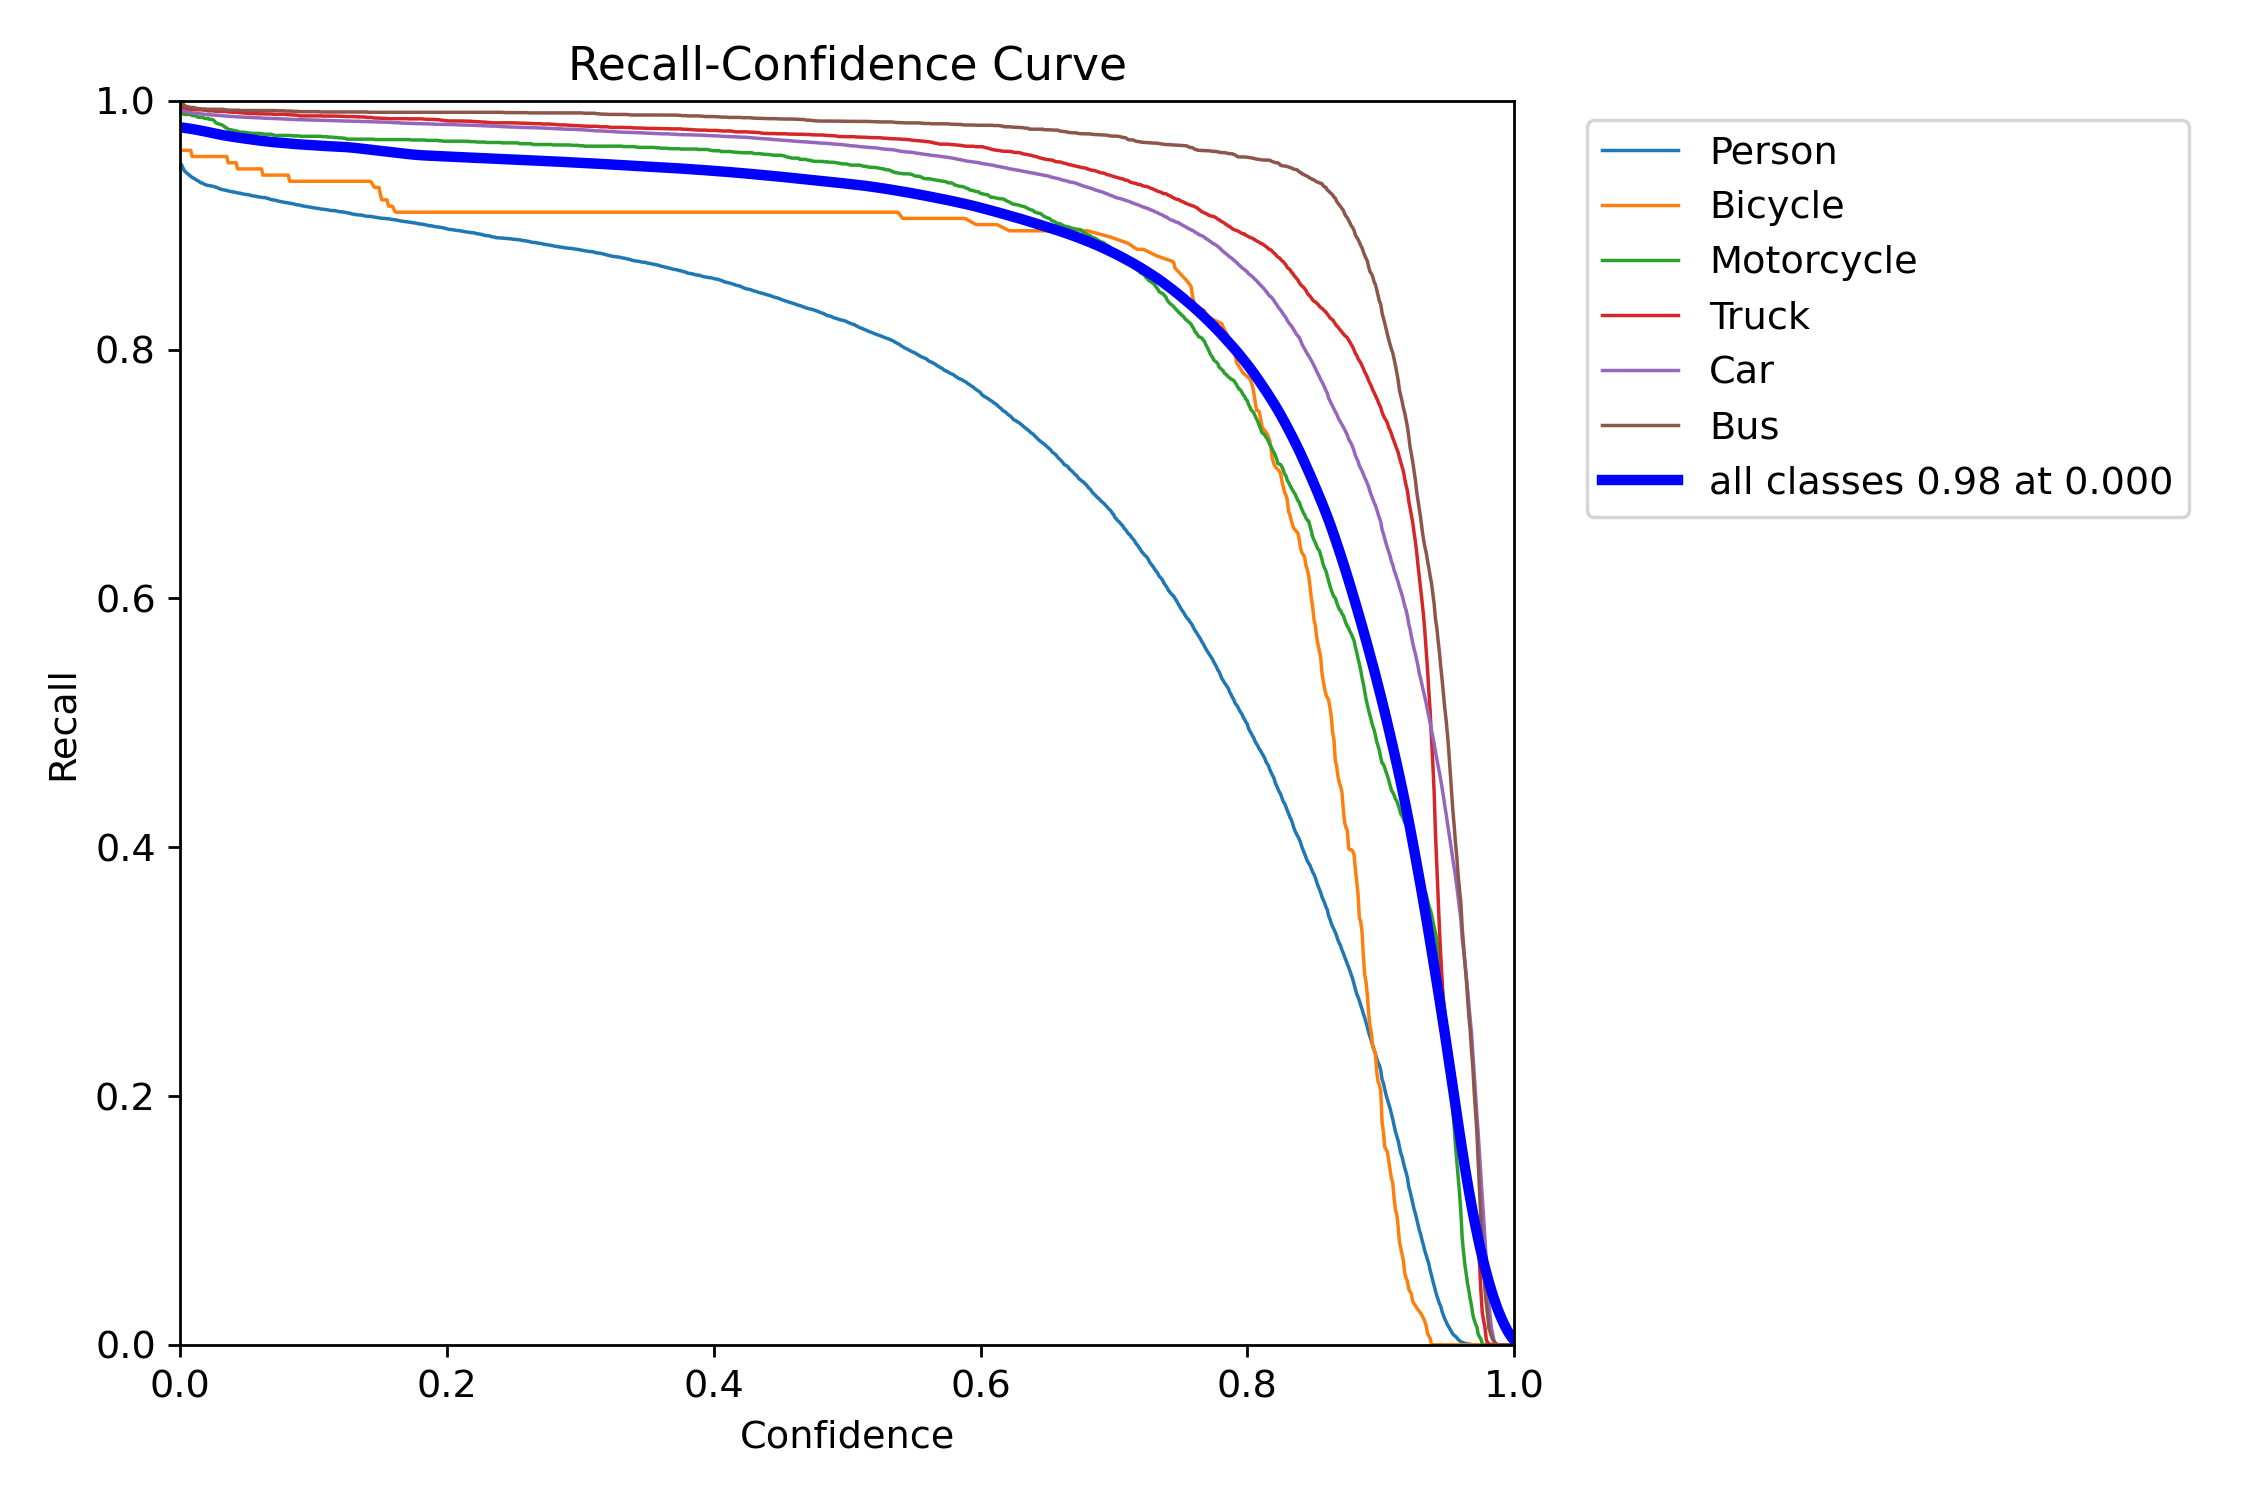 Recall-Confidence Curve
1.0
0.8
0.6
0.4
0.2
0.0
Recall
0.0 0.2 0.4 0.6 0.8 1.0
Confidence
Person
Bicycle
Motorcycle
Truck
Car
Bus
all classes 0.98 at 0.000